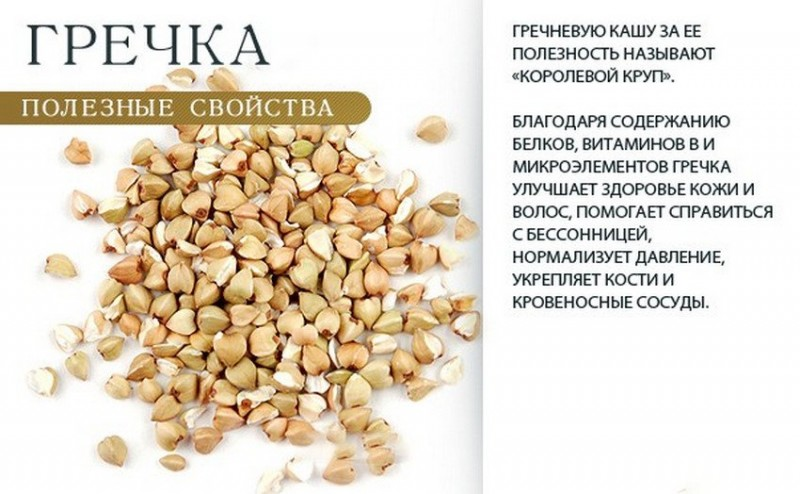 ГРЕЧКА
ПОЛЕЗНЫЕ СВОЙСТВА
ГРЕЧНЕВУЮ КАШУ ЗА ЕЕ
ПОЛЕЗНОСТЬ НАЗЫВАЮТ
«КОРОЛЕВОЙ КРУП».
БЛАГОДАРЯ СОДЕРЖАНИЮ
БЕЛКОВ, ВИТАМИНОВ В И
МИКРОЭЛЕМЕНТОВ ГРЕЧКА
УЛУЧШАЕТ ЗДОРОВЬЕ КОЖИ И
ВОЛОС, ПОМОГАЕТ СПРАВИТЬСЯ
С БЕССОННИЦЕЙ,
НОРМАЛИЗУЕТ ДАВЛЕНИЕ,
УКРЕПЛЯЕТ КОСТИ И
КРОВЕНОСНЫЕ СОСУДЫ.